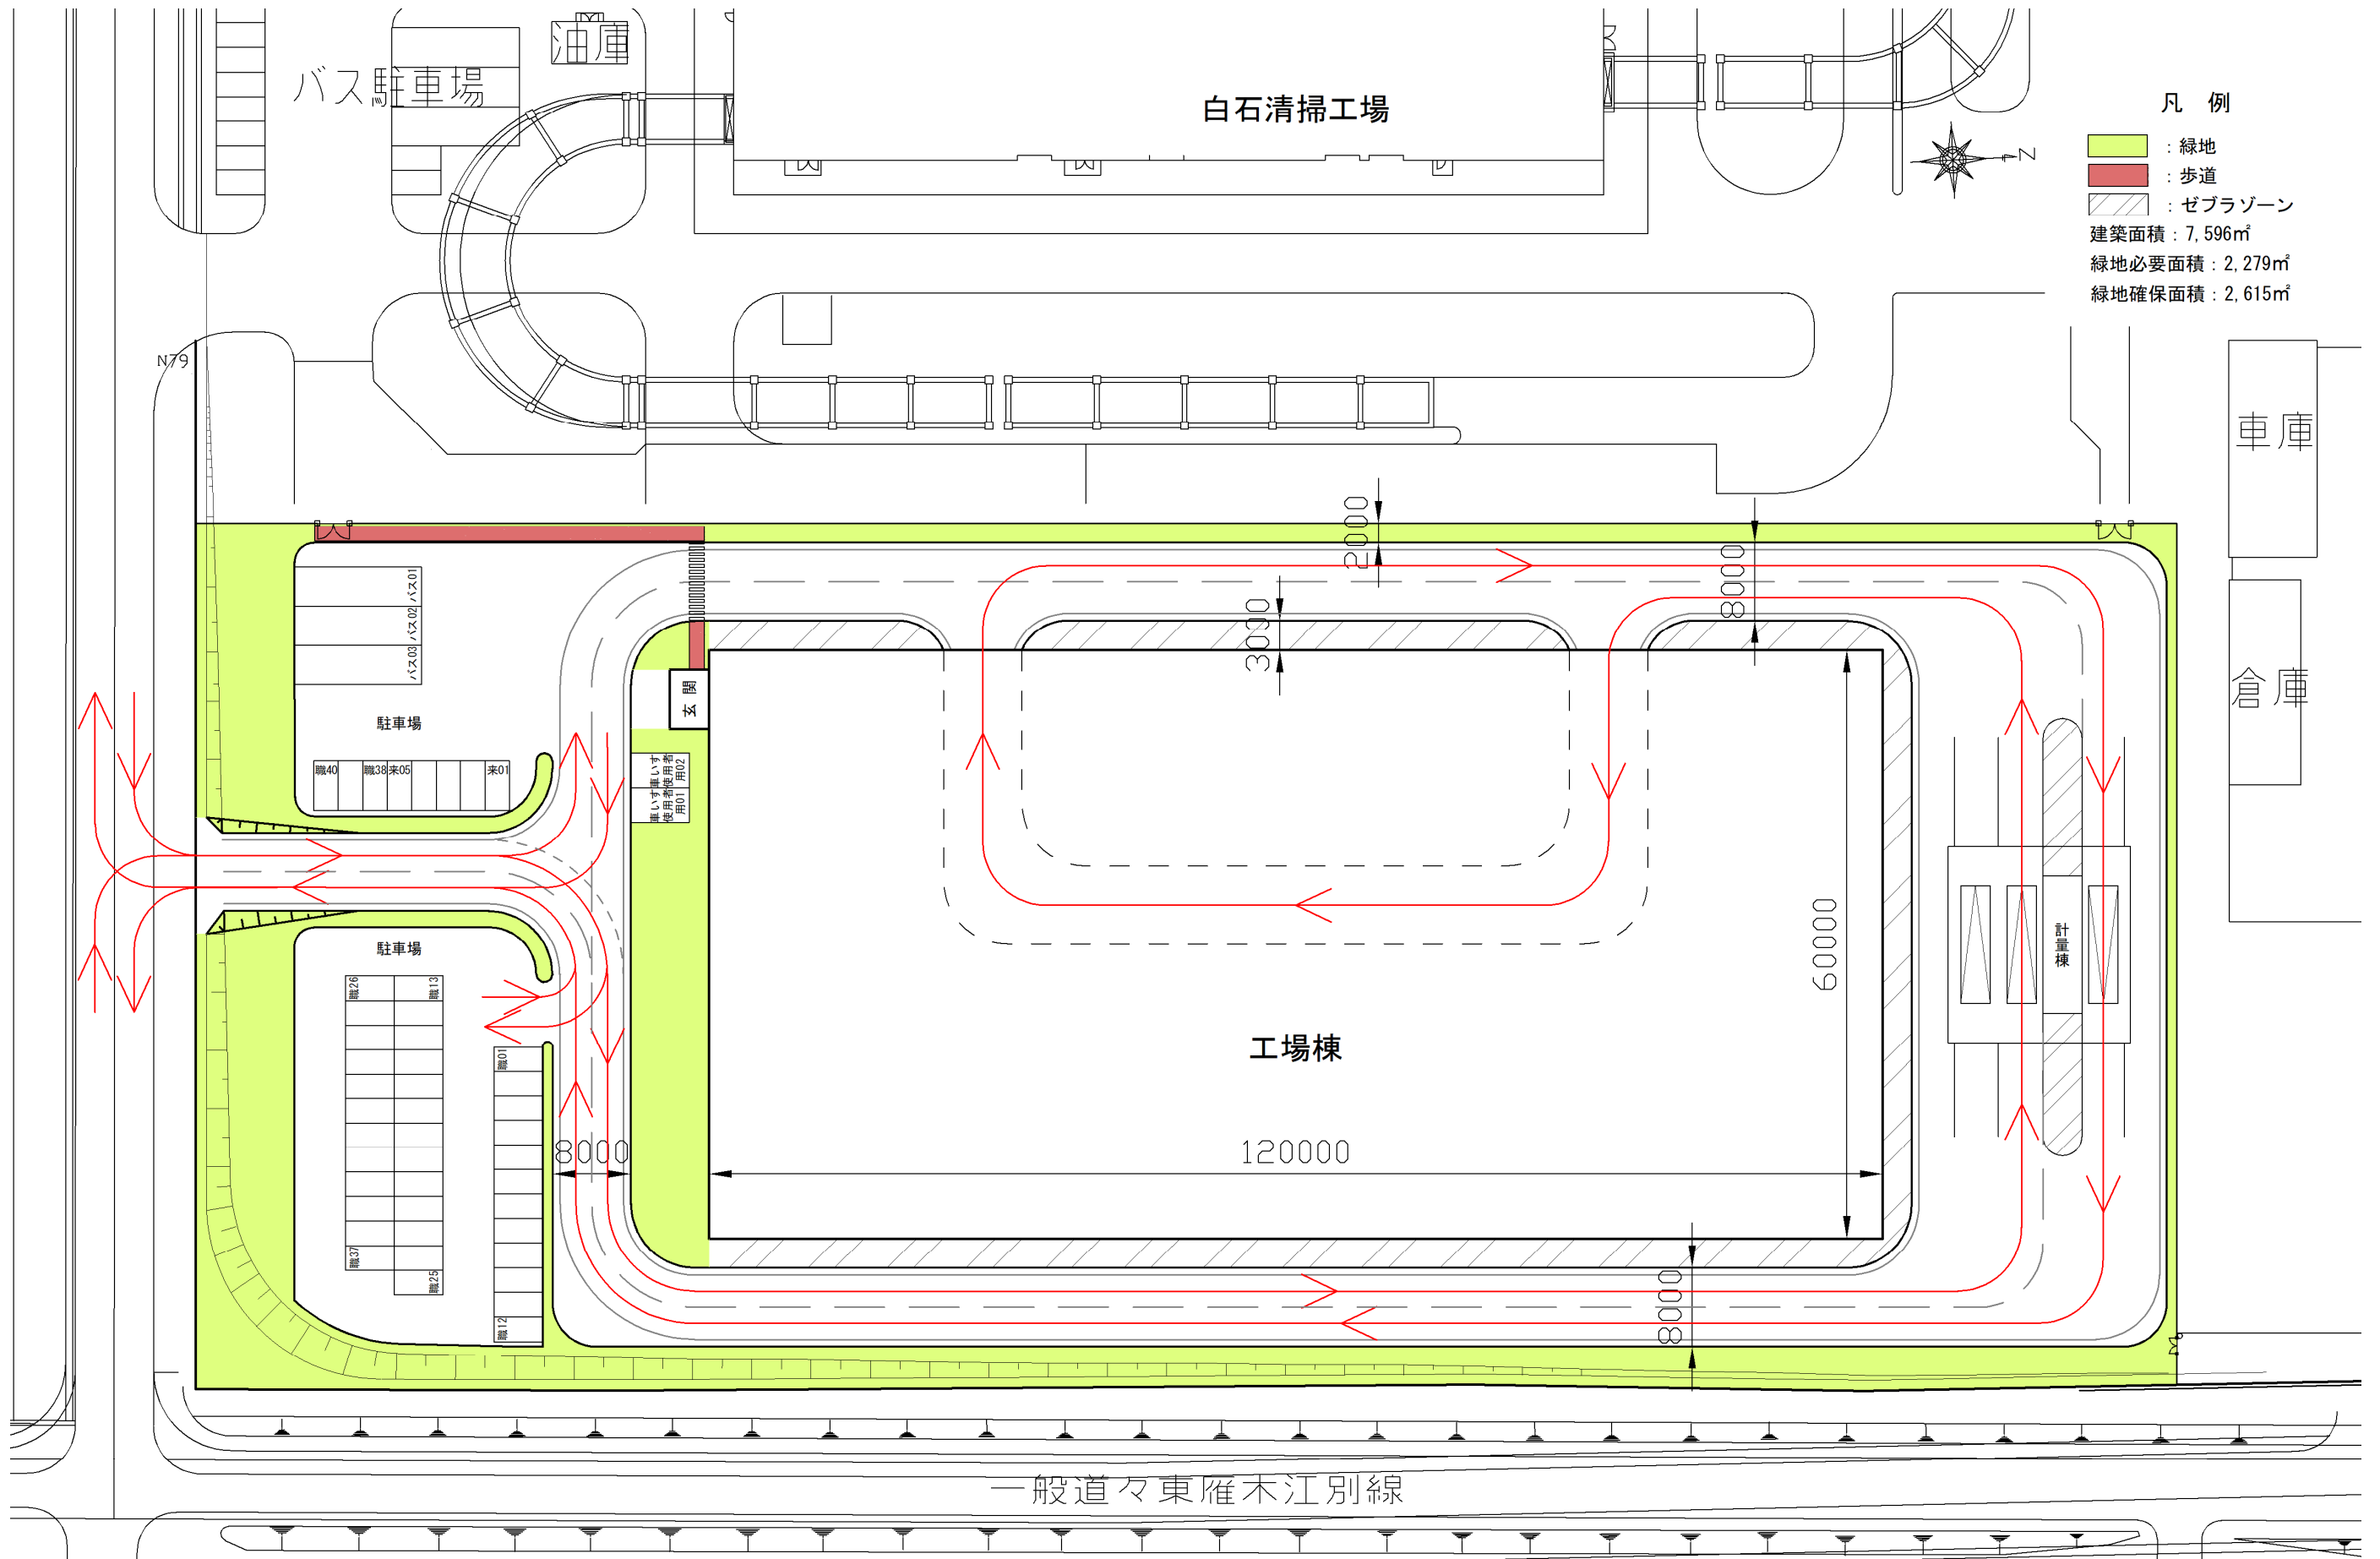 油庫
バス駐車場
白石清掃工場
凡　例
：緑地
：歩道
：ゼブラゾーン
建築面積：7,596㎡
緑地必要面積：2,279㎡
緑地確保面積：2,615㎡
N
N79
車庫
倉庫
2000
8000
3000
バス01
バス02
バス03
玄関
駐車場
職40
職38
来05
来01
車いす使用者用02
車いす使用者用01
計量棟
60000
駐車場
職26
職13
職01
工場棟
8000
120000
職37
職25
職12
8000
一般道々東雁木江別線